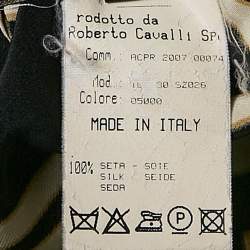 rodotto da
Roberto Cavalli Sp
Comm.: ACPR 2007 00074
Mod.: SZ026
Colore: 05000
MADE IN ITALY
100% SETA - SOIE
SILK - SEIDE
SEDA
P